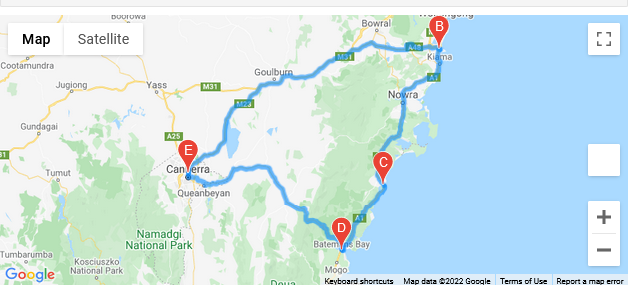 Map Satellite
Boorowa
Bowral
B
Cootamundra
M31
A48
Kiama
Goulburn
A1
Jugiong
Yass
M31
Nowra
M23
Gundagai
A25
E
Canberra
C
Tumut
Queanbeyan
D
A1
Namadgi
National Park
Batemans Bay
Tumbarumba
Kosciuszko
National Park
Mogo
Deua
Google
Keyboard shortcuts Map data ©2022 Google Terms of Use Report a map error